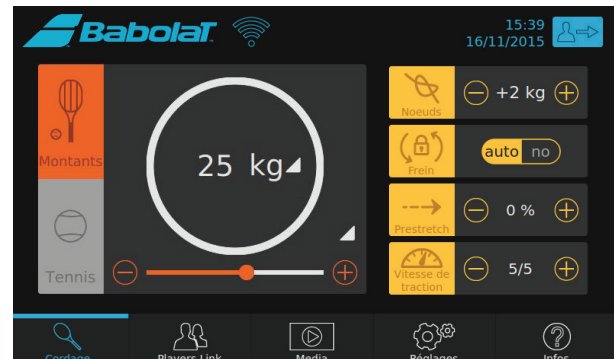 Babolat
15:39
16/11/2015
Montants
25 kg
Tennis
Noeuds
+2 kg
Frein
auto no
Prestretch
0 %
Vitesse de
traction
5/5
Cordage
Players Link
Media
Réglages
Infos